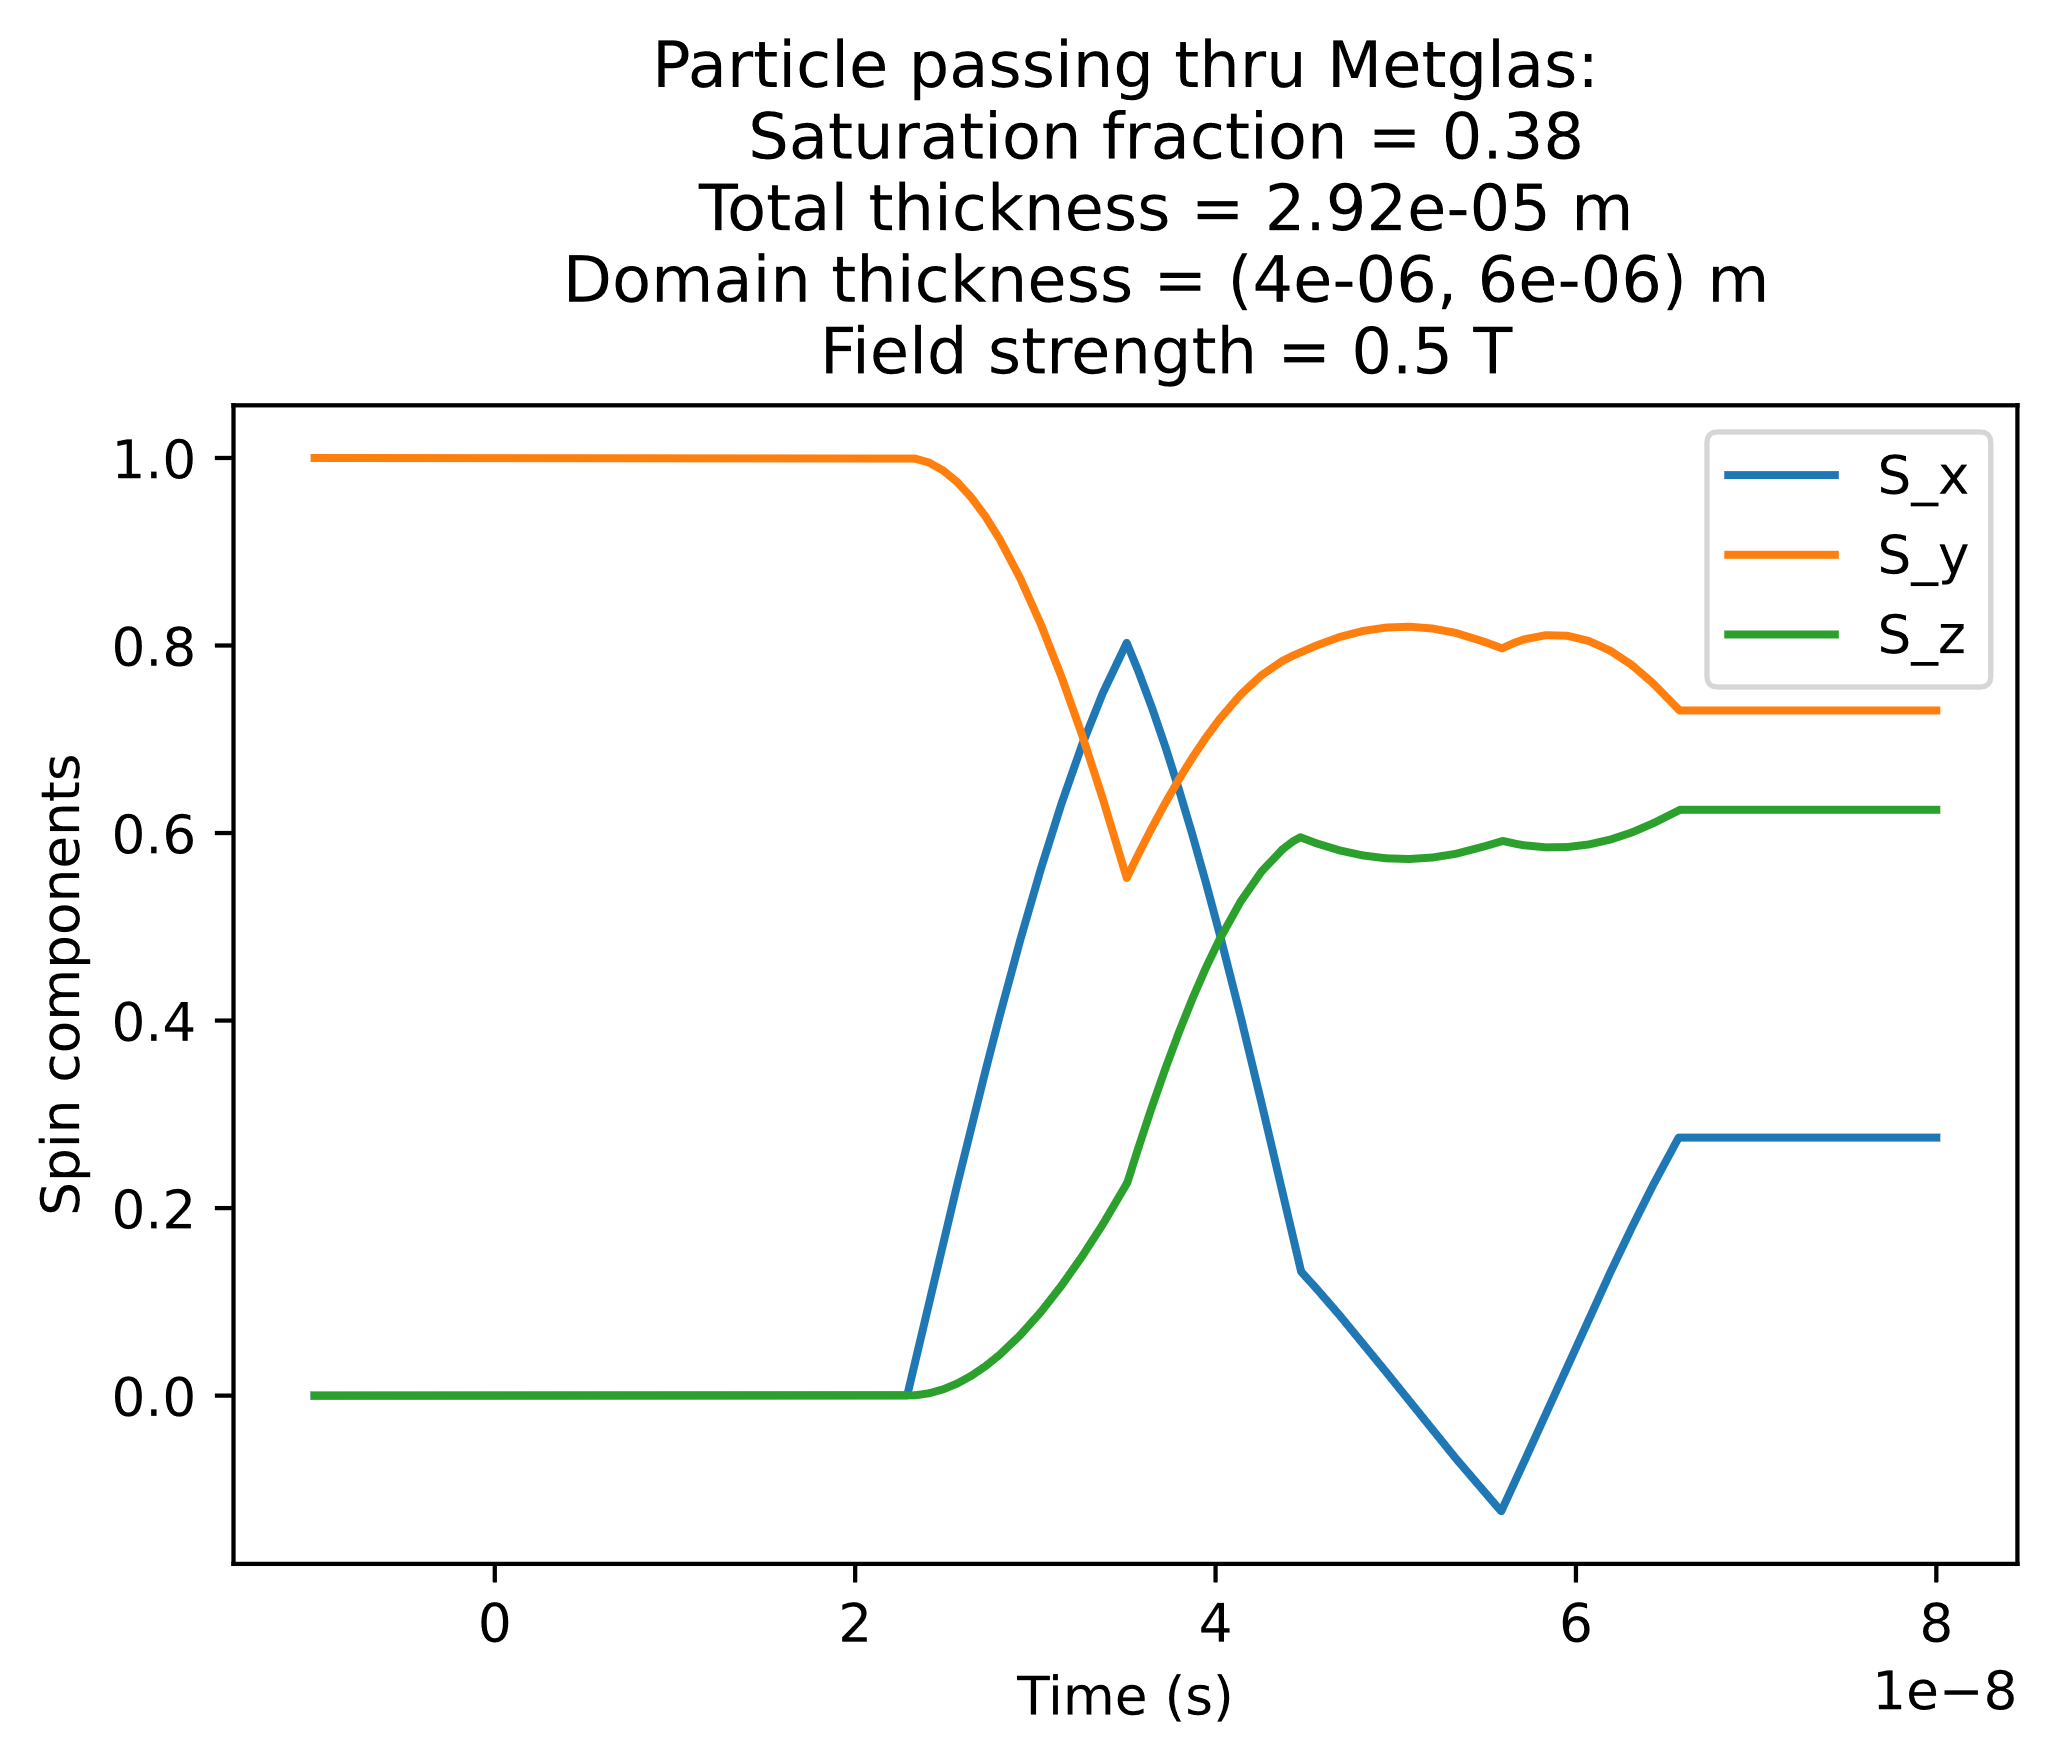 Particle passing thru Metglas:
Saturation fraction = 0.38
Total thickness = 2.92e-05 m
Domain thickness = (4e-06, 6e-06) m
Field strength = 0.5 T
S_x
S_y
S_z
1.0
0.8
0.6
0.4
0.2
0.0
Spin components
0
2
4
6
8
Time (s)
1e−8